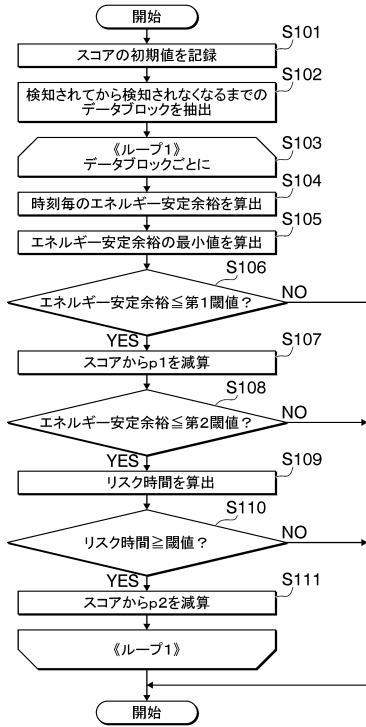 開始
S101
スコアの初期値を記録
S102
検知されてから検知されなくなるまでの
データブロックを抽出
S103
《ループ1》
データブロックごとに
S104
時刻毎のエネルギー安定余裕を算出
S105
エネルギー安定余裕の最小値を算出
S106
エネルギー安定余裕≦第1閾値?
NO
YES
S107
スコアからp1を減算
S108
エネルギー安定余裕≦第2閾値?
NO
YES
S109
リスク時間を算出
S110
リスク時間≧閾値?
NO
YES
S111
スコアからp2を減算
《ループ1》
開始